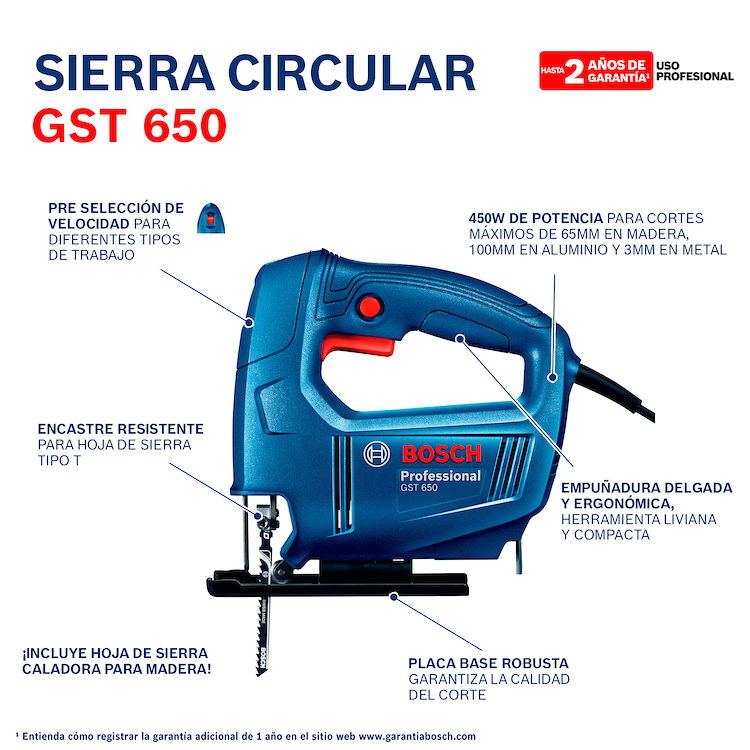 SIERRA CIRCULAR
GST 650
HASTA 2 AÑOS DE
GARANTÍA¹
USO
PROFESIONAL
PRE SELECCIÓN DE
VELOCIDAD PARA
DIFERENTES TIPOS
DE TRABAJO
450W DE POTENCIA PARA CORTES
MÁXIMOS DE 65MM EN MADERA,
100MM EN ALUMINIO Y 3MM EN METAL
ENCASTRE RESISTENTE
PARA HOJA DE SIERRA
TIPO T
BOSCH
Professional
GST 650
EMPUÑADURA DELGADA
Y ERGONÓMICA,
HERRAMIENTA LIVIANA
Y COMPACTA
BOSCH
¡INCLUYE HOJA DE SIERRA
CALADORA PARA MADERA!
PLACA BASE ROBUSTA
GARANTIZA LA CALIDAD
DEL CORTE
¹ Entienda cómo registrar la garantía adicional de 1 año en el sitio web www.garantiabosch.com